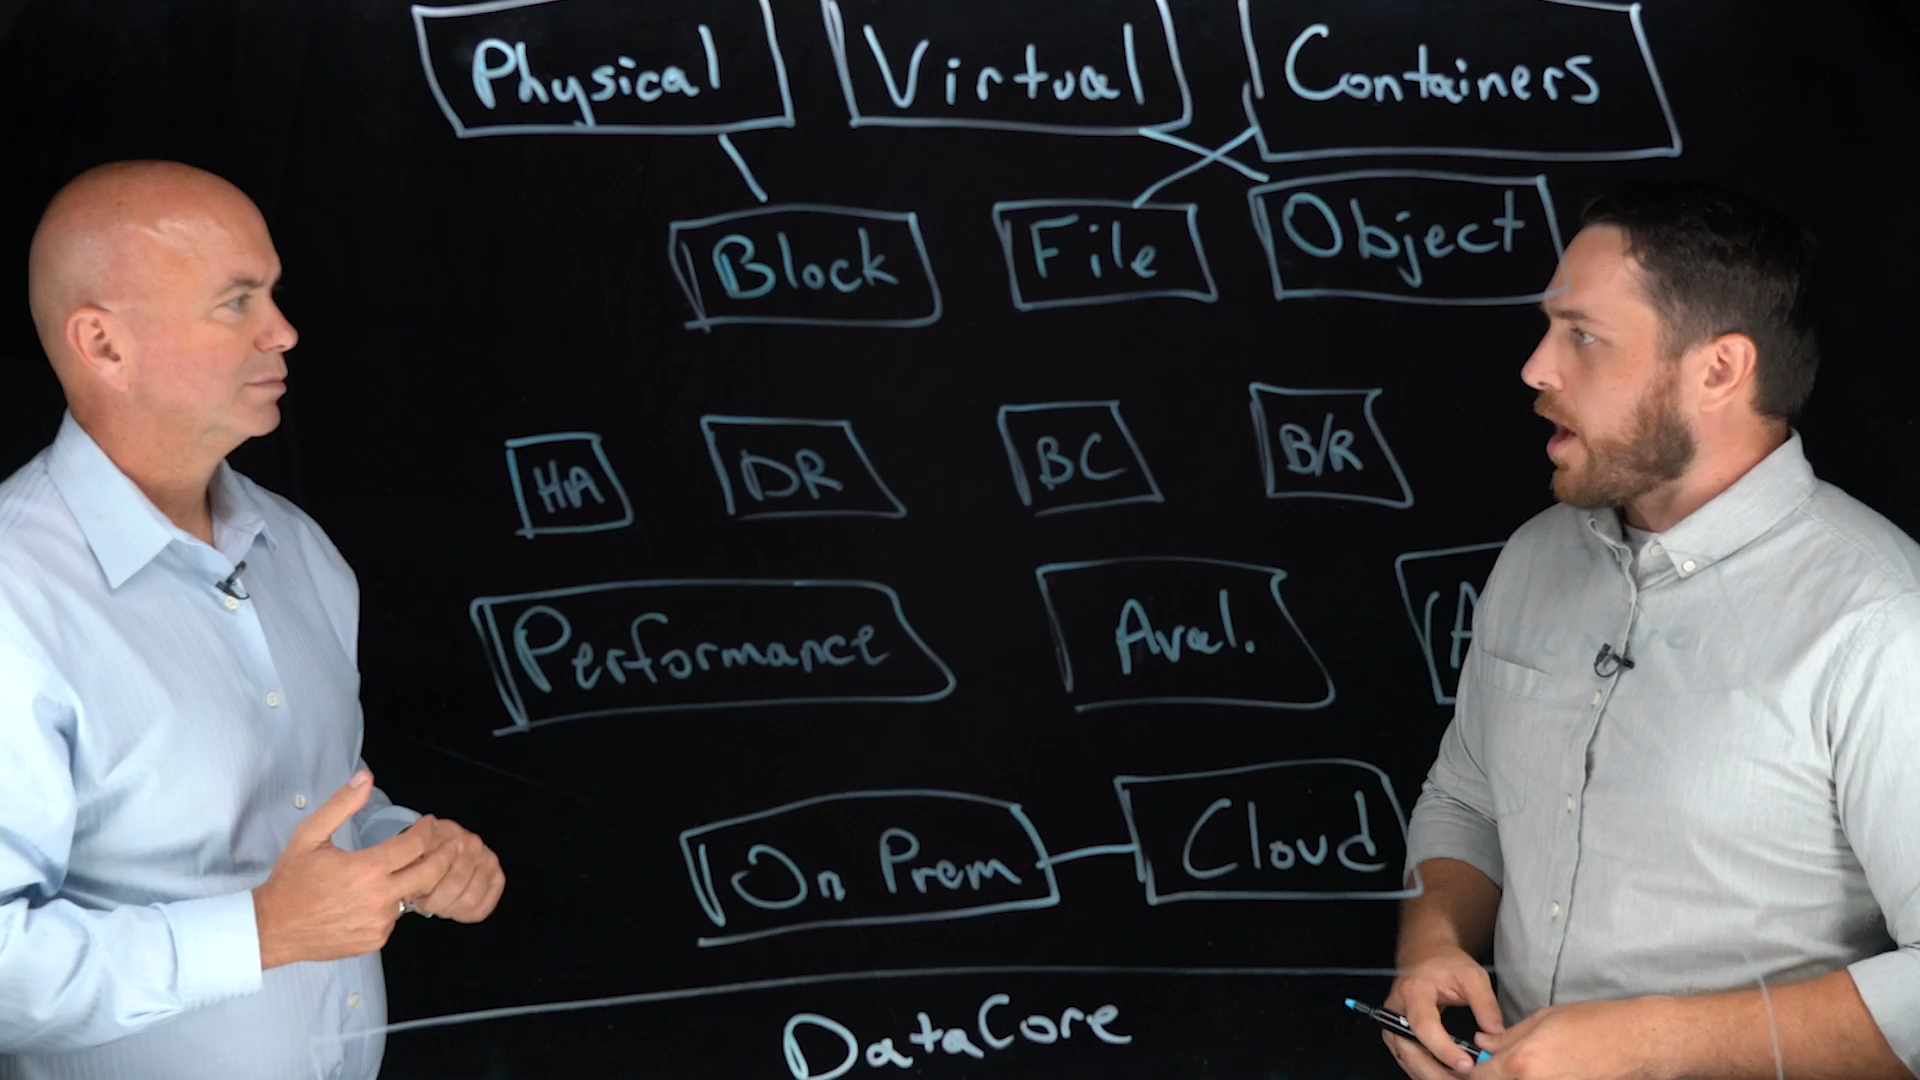 Physical Virtual Containers
Block File Object
HA DR BC B/R
Performance Avail.
On Prem Cloud
DataCore